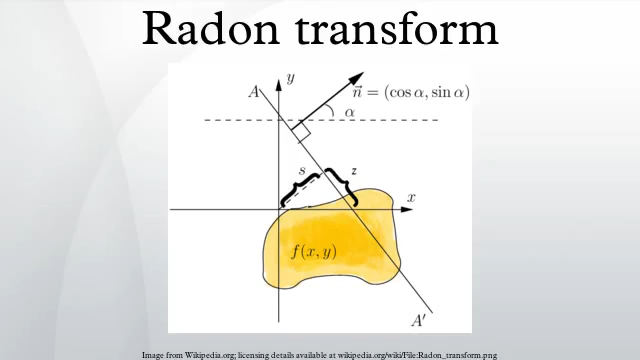 Radon transform
y
A
n⃗ = (cos α, sin α)
α
s
z
x
f(x, y)
A′
Image from Wikipedia.org; licensing details available at wikipedia.org/wiki/File:Radon_transform.png